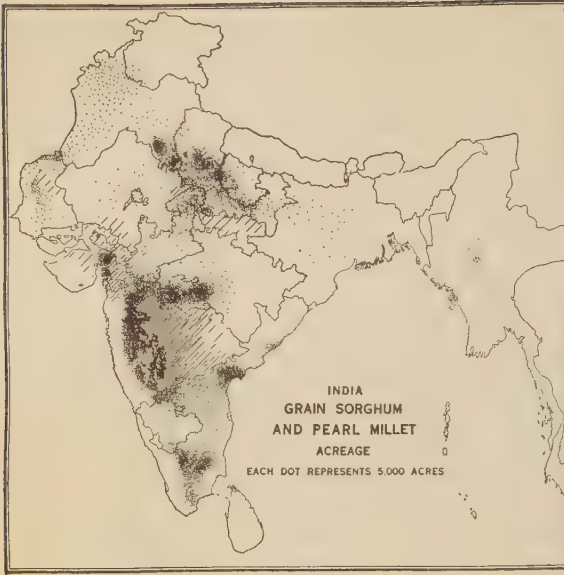 INDIA
GRAIN SORGHUM
AND PEARL MILLET
ACREAGE
EACH DOT REPRESENTS 5,000 ACRES